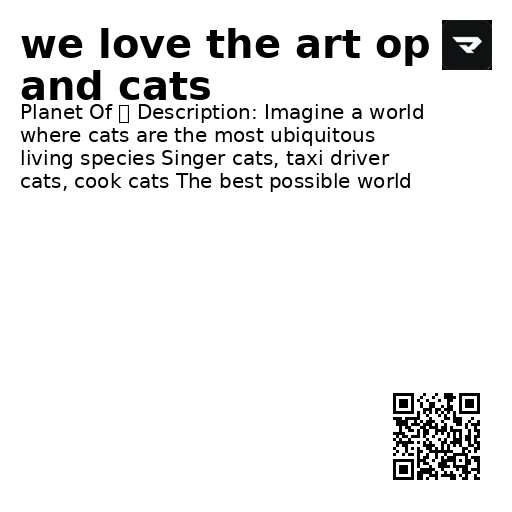 we love the art op
and cats
Planet Of Description: Imagine a world
where cats are the most ubiquitous
living species Singer cats, taxi driver
cats, cook cats The best possible world